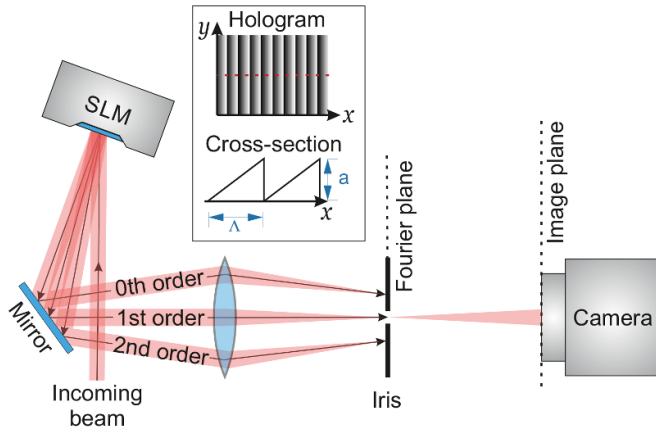 Hologram
y
x
Cross-section
a
x
Λ
SLM
Fourier plane
Image plane
0th order
1st order
2nd order
Mirror
Camera
Incoming
beam
Iris